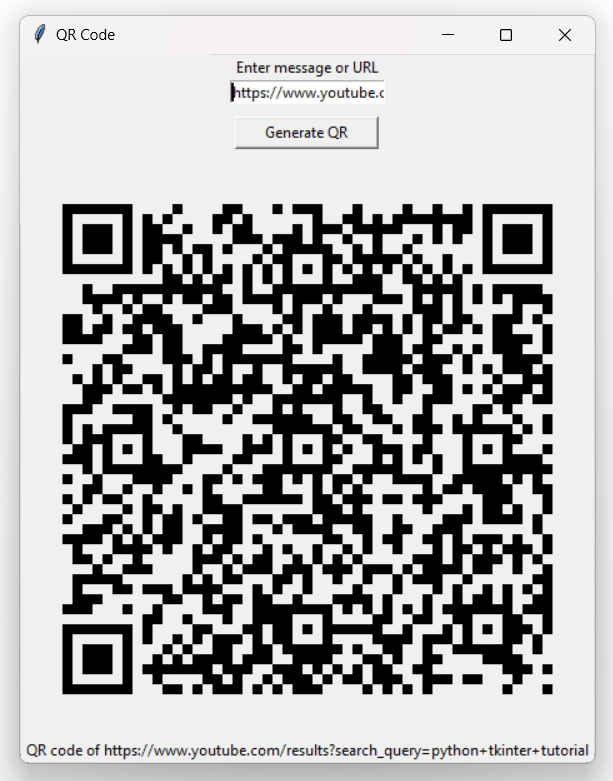 QR Code
Enter message or URL
https://www.youtube.c
Generate QR
QR code of https://www.youtube.com/results?search_query=python+tkinter+tutorial